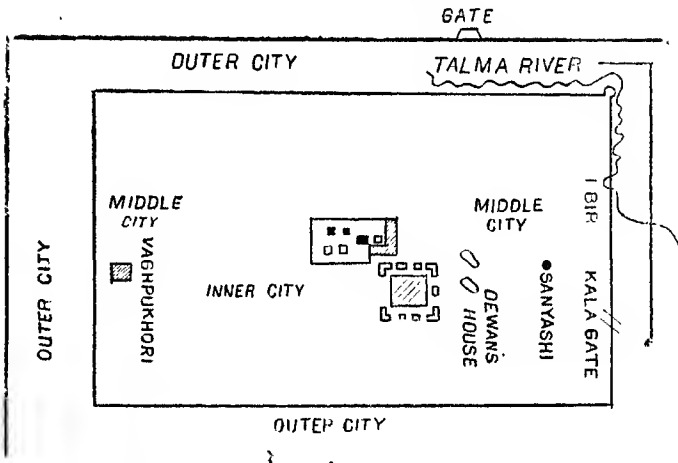 GATE
OUTER CITY
TALMA RIVER
MIDDLE
CITY
VAGHPUKHORI
OUTER CITY
INNER CITY
MIDDLE
CITY
DEWAN'S
HOUSE
SANYASHI
KALA GATE
OUTER CITY